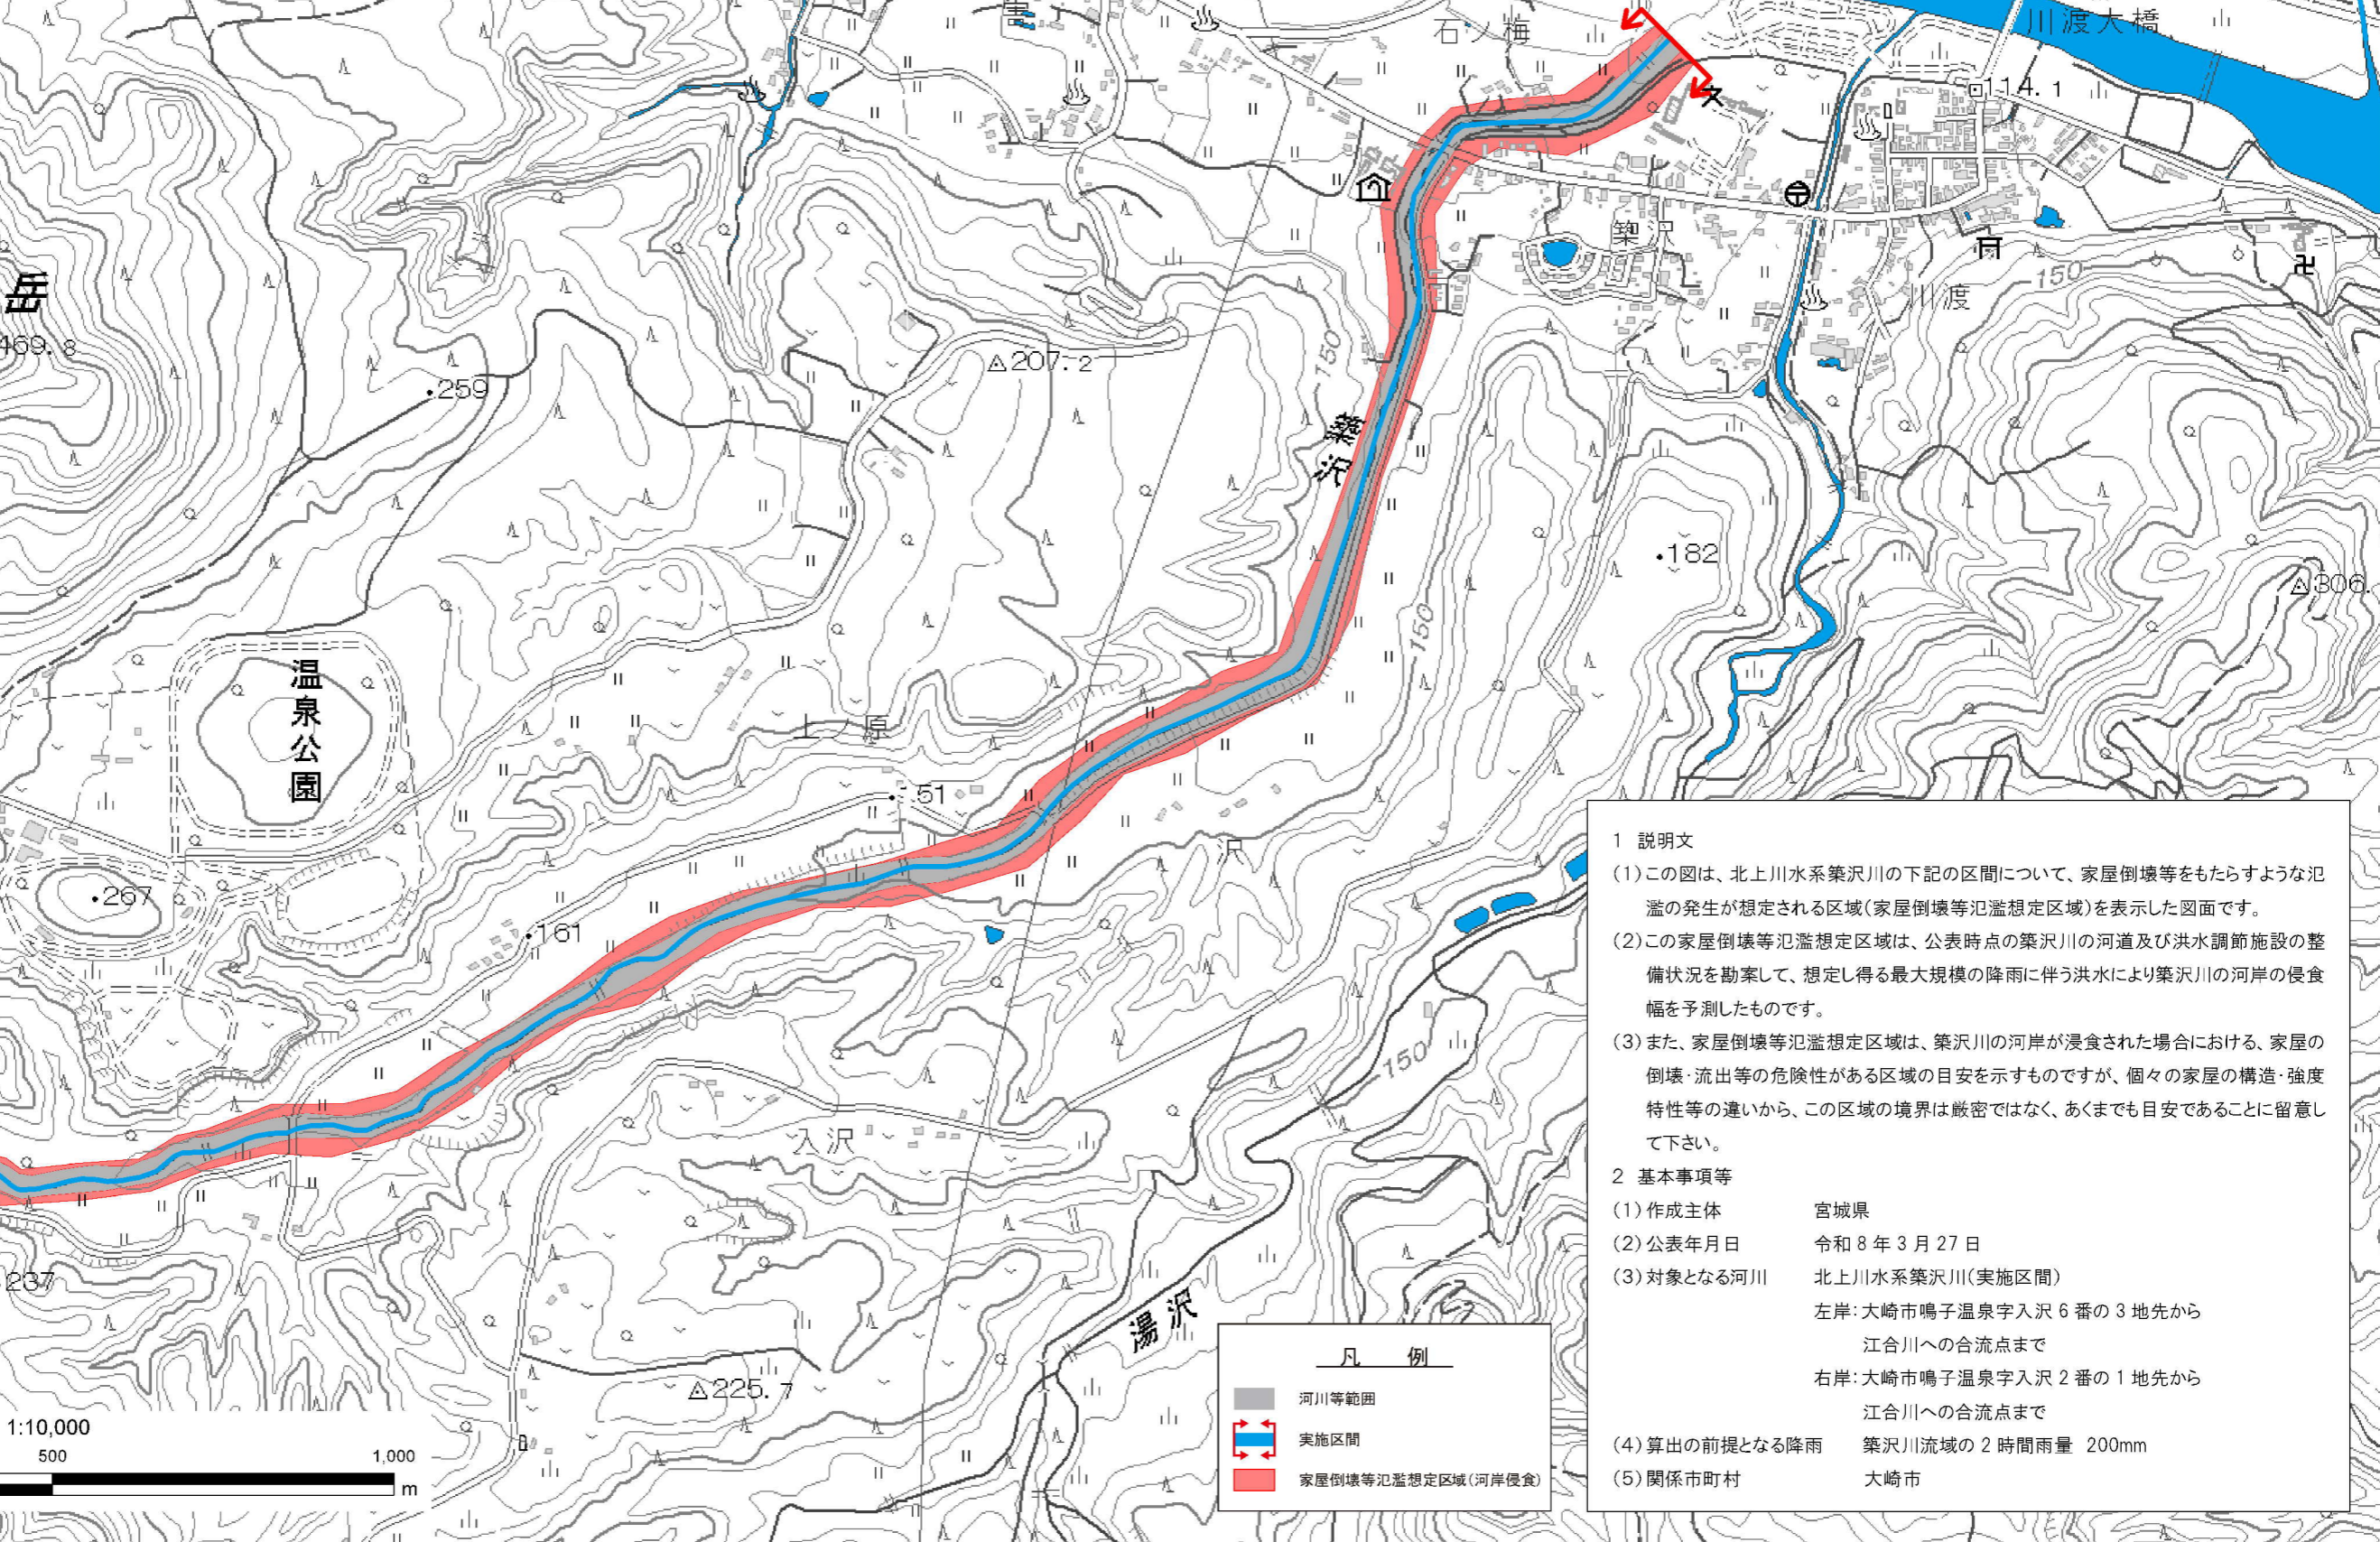 川渡大橋
石ノ梅
114.1
築沢
150
川渡
岳
469.8
207.2
259
150
築沢
182
306.
150
温泉公園
上ノ原
151
沢
267
161
150
入沢
237
湯沢
225.7
1:10,000
500
1,000
m
凡 例
河川等範囲
実施区間
家屋倒壊等氾濫想定区域(河岸侵食)
1 説明文
(1)この図は、北上川水系築沢川の下記の区間について、家屋倒壊等をもたらすような氾
濫の発生が想定される区域(家屋倒壊等氾濫想定区域)を表示した図面です。
(2)この家屋倒壊等氾濫想定区域は、公表時点の築沢川の河道及び洪水調節施設の整
備状況を勘案して、想定し得る最大規模の降雨に伴う洪水により築沢川の河岸の侵食
幅を予測したものです。
(3)また、家屋倒壊等氾濫想定区域は、築沢川の河岸が浸食された場合における、家屋の
倒壊・流出等の危険性がある区域の目安を示すものですが、個々の家屋の構造・強度
特性等の違いから、この区域の境界は厳密ではなく、あくまでも目安であることに留意し
て下さい。
2 基本事項等
(1)作成主体 宮城県
(2)公表年月日 令和8年3月27日
(3)対象となる河川 北上川水系築沢川(実施区間)
左岸:大崎市鳴子温泉字入沢6番の3地先から
江合川への合流点まで
右岸:大崎市鳴子温泉字入沢2番の1地先から
江合川への合流点まで
(4)算出の前提となる降雨 築沢川流域の2時間雨量 200mm
(5)関係市町村 大崎市